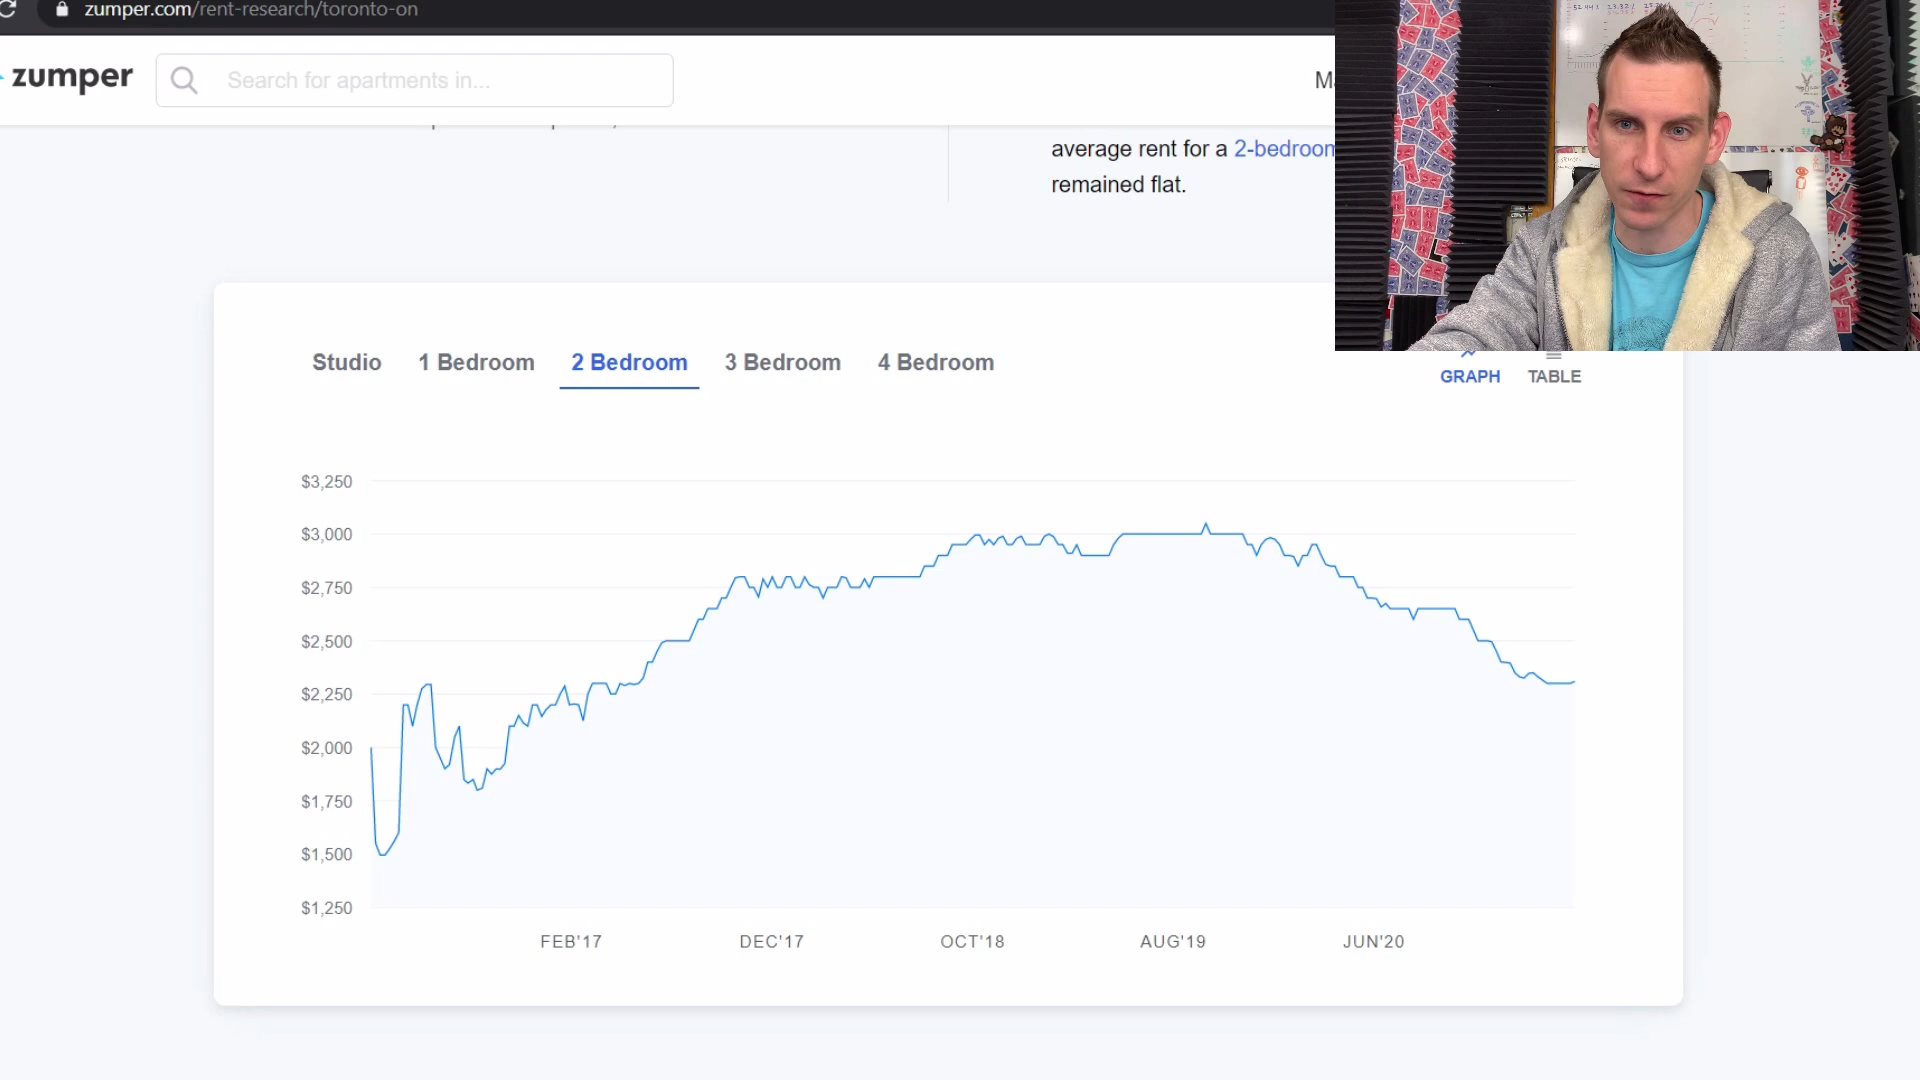 zumper.com/rent-research/toronto-on
zumper
Search for apartments in...
average rent for a 2-bedroom
remained flat.
Studio
1 Bedroom
2 Bedroom
3 Bedroom
4 Bedroom
GRAPH
TABLE
$3,250
$3,000
$2,750
$2,500
$2,250
$2,000
$1,750
$1,500
$1,250
FEB'17
DEC'17
OCT'18
AUG'19
JUN'20